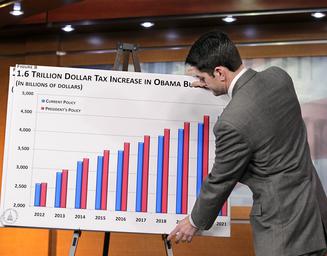 FIGURE 8
1.6 TRILLION DOLLAR TAX INCREASE IN OBAMA
(IN BILLIONS OF DOLLARS)
5,000
CURRENT POLICY
PRESIDENT'S POLICY
4,500
4,000
3,500
3,000
2,500
2,000
2012 2013 2014 2015 2016 2017 2018 2021